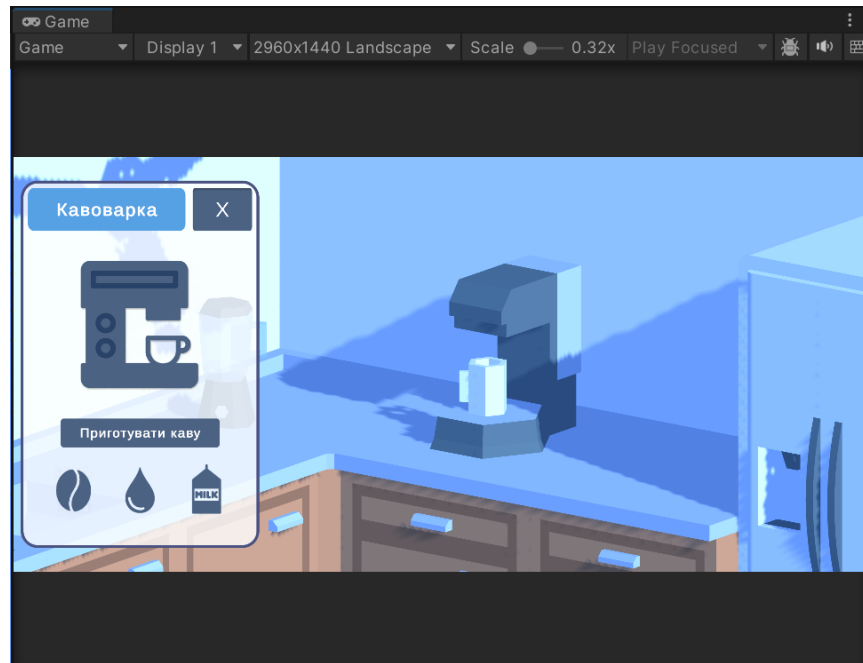 Game
Game Display 1 2960x1440 Landscape Scale 0.32x Play Focused
Кавоварка X
Приготувати каву
MILK